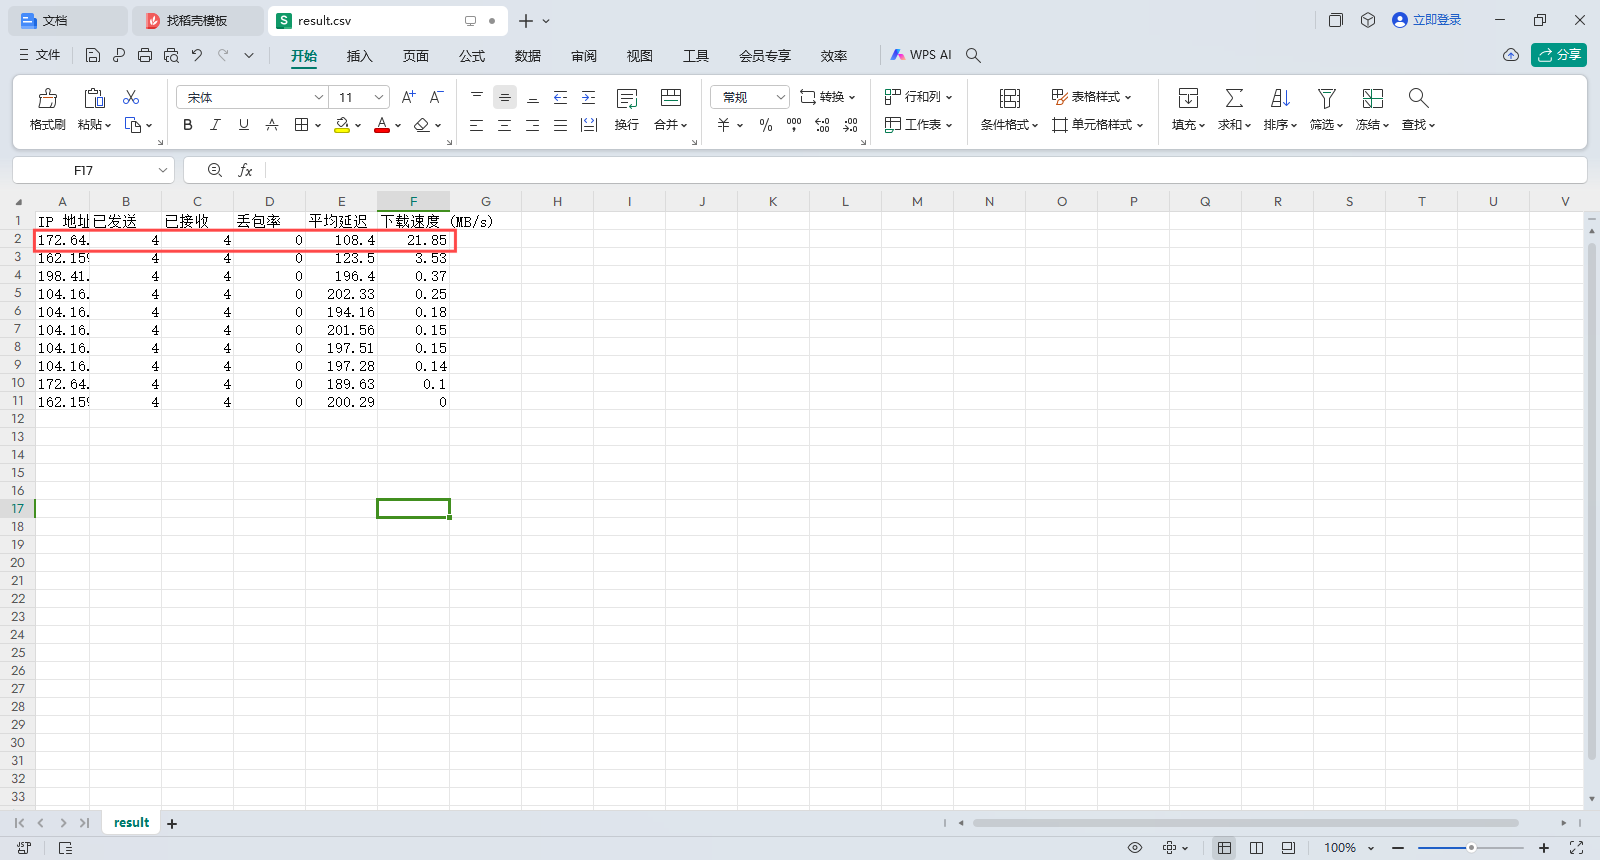 文档 找稻壳模板 result.csv 立即登录
文件 开始 插入 页面 公式 数据 审阅 视图 工具 会员专享 效率 WPS AI 分享
宋体 11 A+ A- 常规 转换 行和列 表格样式
格式刷 粘贴 B I U A 换行 合并 ¥ % 工作表 条件格式 单元格样式 填充 求和 排序 筛选 冻结 查找
F17 fx
A B C D E F G H I J K L M N O P Q R S T U V
1 IP 地址 已发送 已接收 丢包率 平均延迟 下载速度 (MB/s)
2 172.64. 4 4 0 108.4 21.85
3 162.159 4 4 0 123.5 3.53
4 198.41. 4 4 0 196.4 0.37
5 104.16. 4 4 0 202.33 0.25
6 104.16. 4 4 0 194.16 0.18
7 104.16. 4 4 0 201.56 0.15
8 104.16. 4 4 0 197.51 0.15
9 104.16. 4 4 0 197.28 0.14
10 172.64. 4 4 0 189.63 0.1
11 162.159 4 4 0 200.29 0
12
13
14
15
16
17
18
19
20
21
22
23
24
25
26
27
28
29
30
31
32
33
result
100%